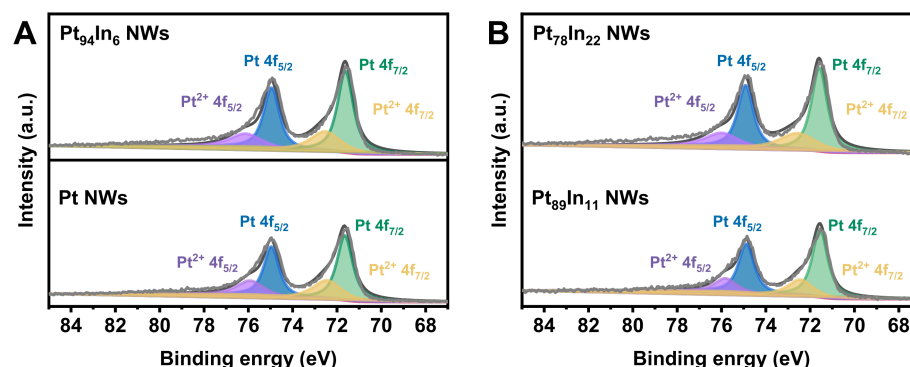 A
Pt₉₄In₆ NWs
Pt 4f₅/₂
Pt 4f₇/₂
Pt²⁺ 4f₅/₂
Pt²⁺ 4f₇/₂
Pt NWs
Pt 4f₅/₂
Pt 4f₇/₂
Pt²⁺ 4f₅/₂
Pt²⁺ 4f₇/₂
Intensity (a.u.)
84 82 80 78 76 74 72 70 68
Binding enrgy (eV)
B
Pt₇₈In₂₂ NWs
Pt 4f₅/₂
Pt 4f₇/₂
Pt²⁺ 4f₅/₂
Pt²⁺ 4f₇/₂
Pt₈₉In₁₁ NWs
Pt 4f₅/₂
Pt 4f₇/₂
Pt²⁺ 4f₅/₂
Pt²⁺ 4f₇/₂
Intensity (a.u.)
84 82 80 78 76 74 72 70 68
Binding enrgy (eV)